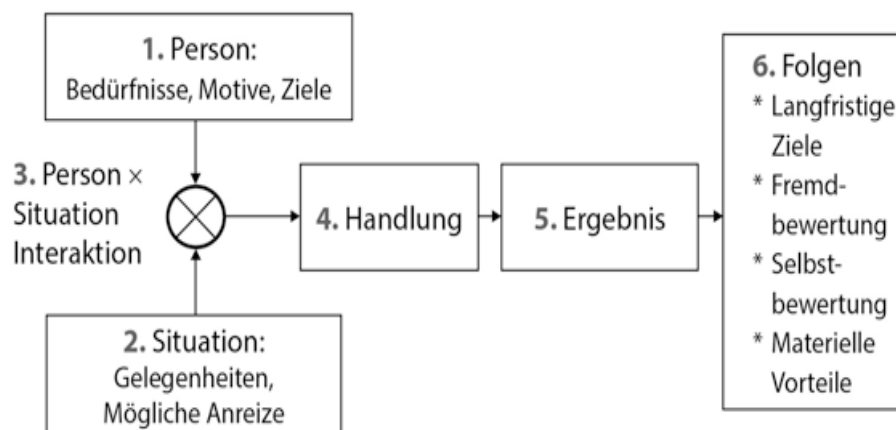 1. Person:
Bedürfnisse, Motive, Ziele
2. Situation:
Gelegenheiten,
Mögliche Anreize
3. Person ×
Situation
Interaktion
4. Handlung
5. Ergebnis
6. Folgen
* Langfristige
Ziele
* Fremd-
bewertung
* Selbst-
bewertung
* Materielle
Vorteile